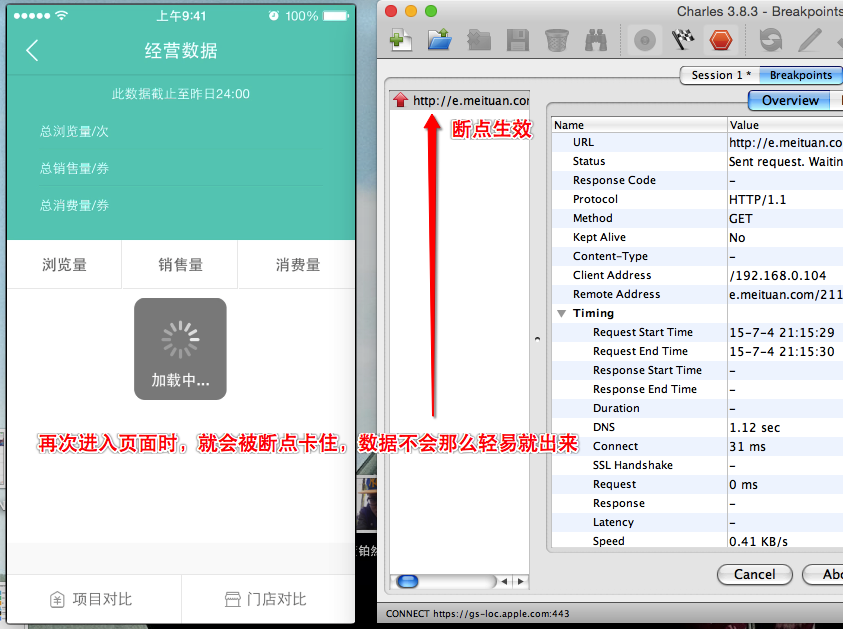 上午9:41
100%
经营数据
此数据截止至昨日24:00
总浏览量/次
总销售量/券
总消费量/券
浏览量
销售量
消费量
加载中...
项目对比
门店对比
再次进入页面时，就会被断点卡住，数据不会那么轻易就出来
断点生效
Charles 3.8.3 - Breakpoints
Session 1 *
Breakpoints
http://e.meituan.con
Overview
Name Value
URL http://e.meituan.co
Status Sent request. Waitin
Response Code –
Protocol HTTP/1.1
Method GET
Kept Alive No
Content-Type –
Client Address /192.168.0.104
Remote Address e.meituan.com/211
Timing
Request Start Time 15-7-4 21:15:29
Request End Time 15-7-4 21:15:30
Response Start Time –
Response End Time –
Duration –
DNS 1.12 sec
Connect 31 ms
SSL Handshake –
Request 0 ms
Response –
Latency –
Speed 0.41 KB/s
Cancel
Abo
CONNECT https://gs-loc.apple.com:443